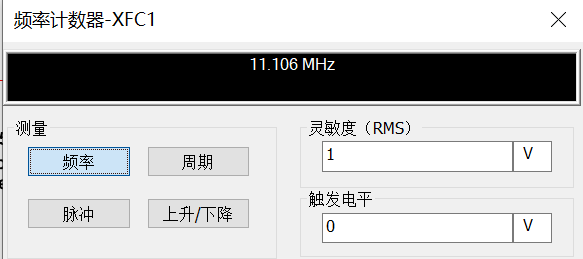 频率计数器-XFC1
11.106 MHz
测量
频率
周期
脉冲
上升/下降
灵敏度（RMS）
1
V
触发电平
0
V